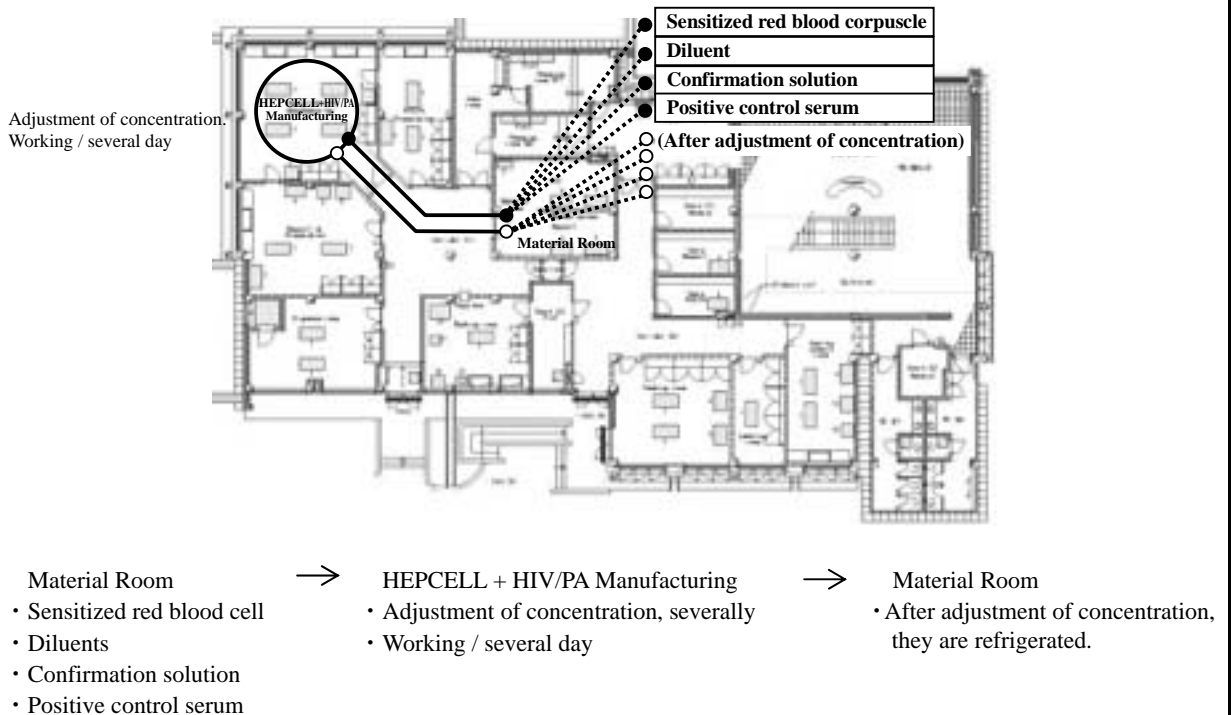 Sensitized red blood corpuscle
Diluent
Confirmation solution
Positive control serum
(After adjustment of concentration)
HEPCELL+HIV/PA
Manufacturing
Adjustment of concentration.
Working / several day
Material Room
Material Room → HEPCELL + HIV/PA Manufacturing → Material Room
・Sensitized red blood cell
・Diluents
・Confirmation solution
・Positive control serum
・Adjustment of concentration, severally
・Working / several day
・After adjustment of concentration,
they are refrigerated.